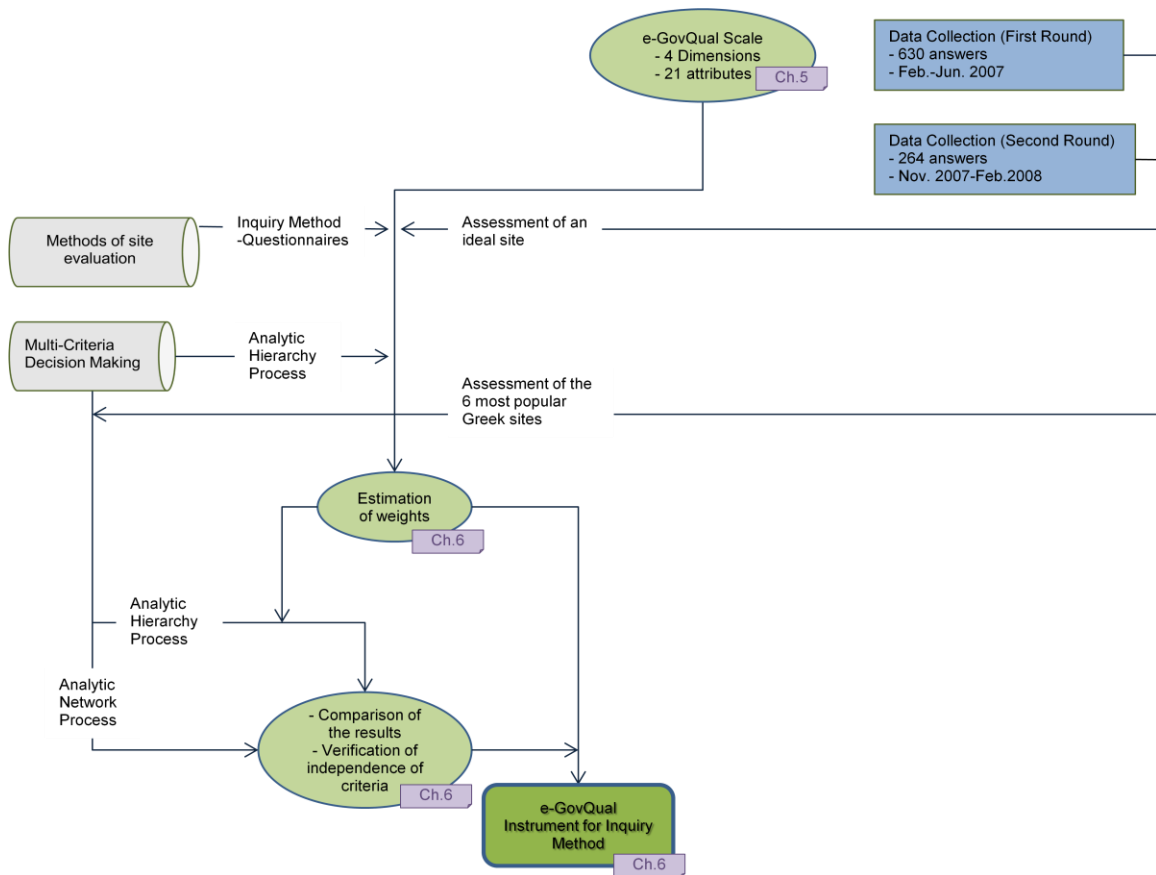 e-GovQual Scale
- 4 Dimensions
- 21 attributes
Ch.5
Data Collection (First Round)
- 630 answers
- Feb.-Jun. 2007
Data Collection (Second Round)
- 264 answers
- Nov. 2007-Feb.2008
Methods of site
evaluation
Inquiry Method
-Questionnaires
Assessment of an
ideal site
Multi-Criteria
Decision Making
Analytic
Hierarchy
Process
Assessment of the
6 most popular
Greek sites
Estimation
of weights
Ch.6
Analytic
Hierarchy
Process
Analytic
Network
Process
- Comparison of
the results
- Verification of
independence of
criteria
Ch.6
e-GovQual
Instrument for Inquiry
Method
Ch.6